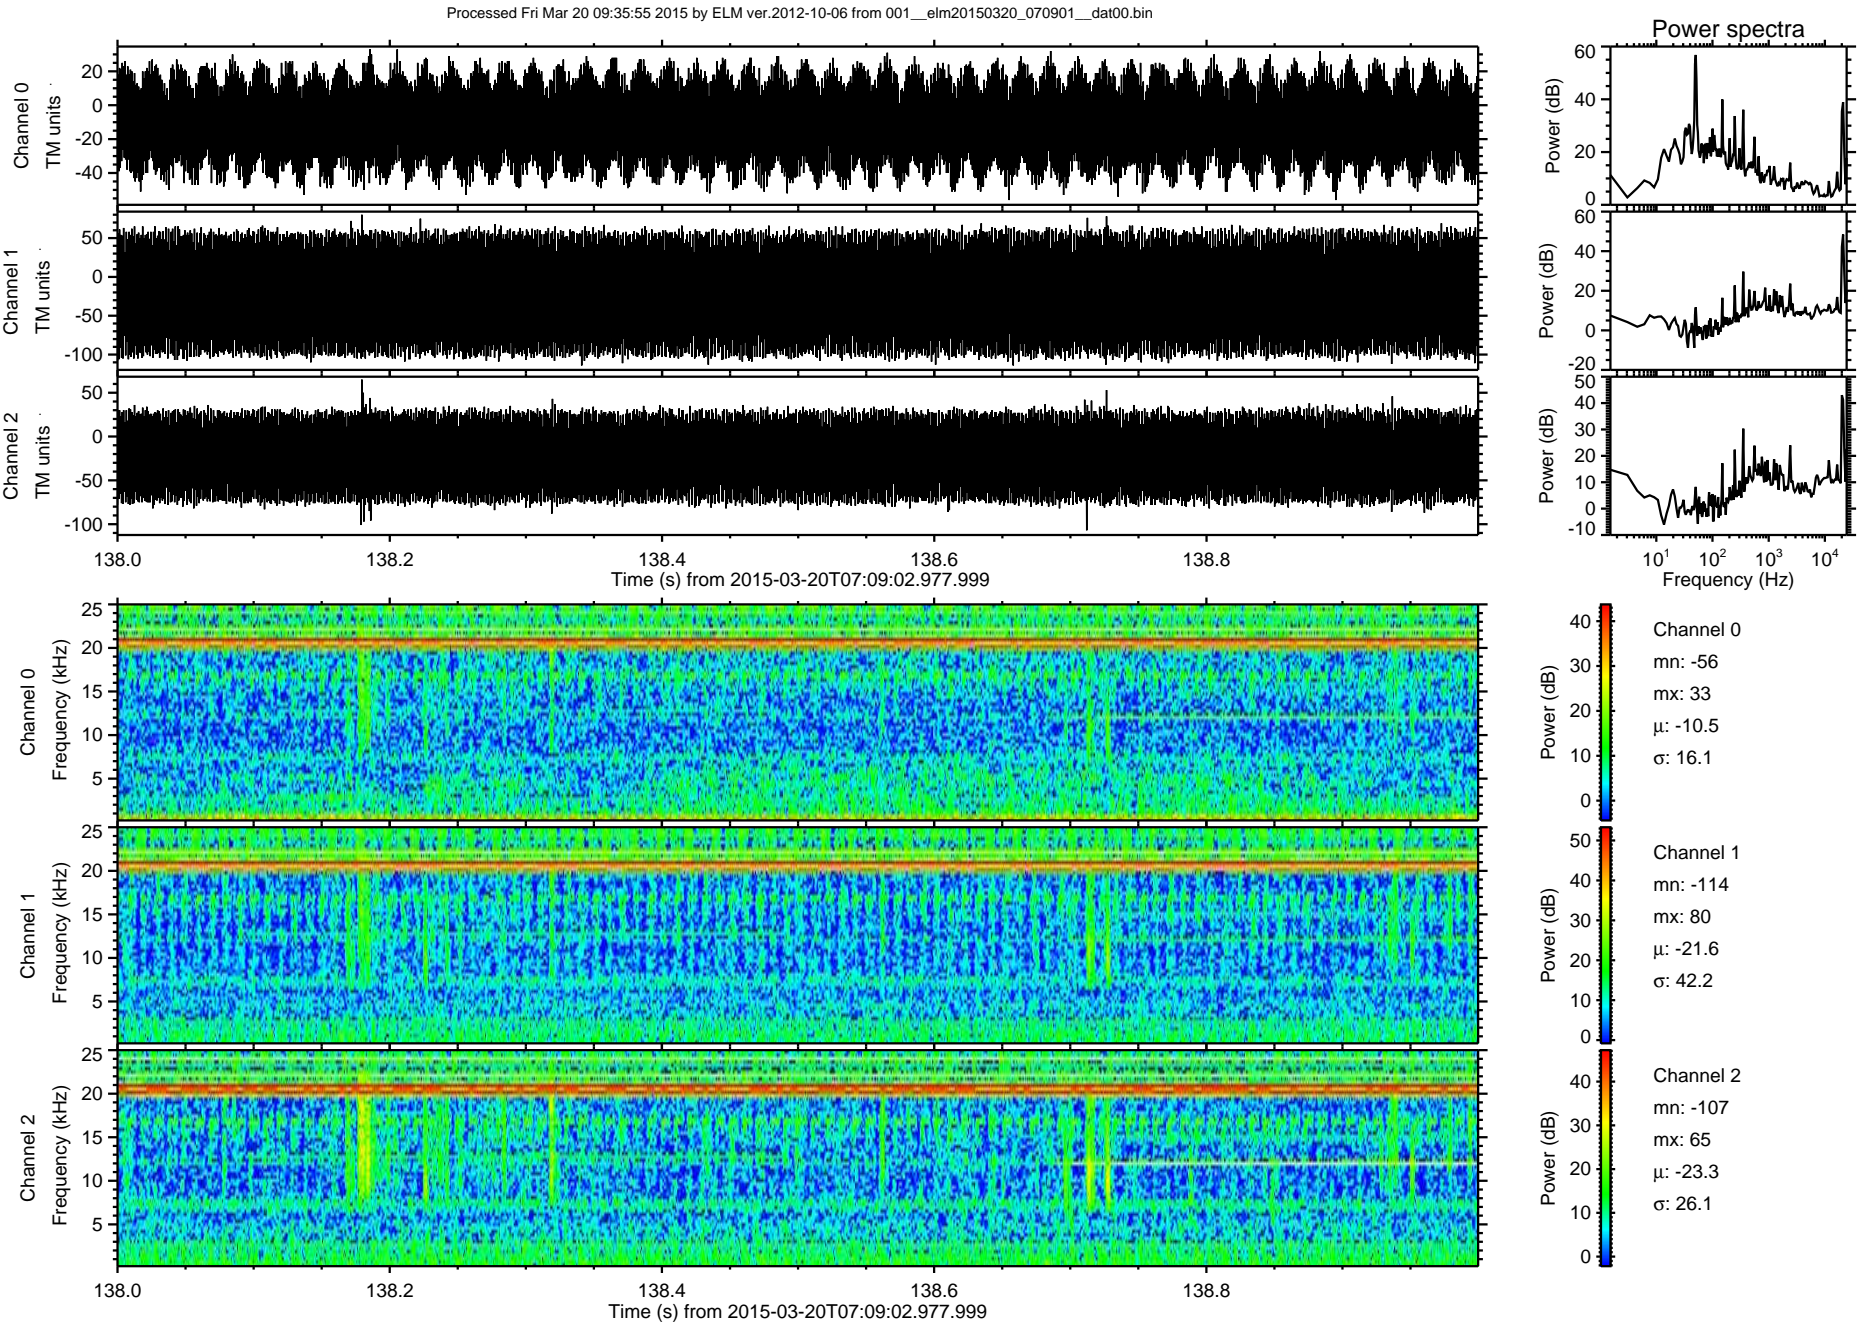 Processed Fri Mar 20 09:35:55 2015 by ELM ver.2012-10-06 from 001__elm20150320_070901__dat00.bin
Power spectra
Channel 0
TM units
20
0
-20
-40
Power (dB)
60
40
20
0
Channel 1
TM units
50
0
-50
-100
Power (dB)
60
40
20
0
-20
Channel 2
TM units
50
0
-50
-100
Power (dB)
50
40
30
20
10
0
-10
138.0 138.2 138.4 138.6 138.8
Time (s) from 2015-03-20T07:09:02.977.999
10^1 10^2 10^3 10^4
Frequency (Hz)
Channel 0
Frequency (kHz)
25
20
15
10
5
Power (dB)
40
30
20
10
0
Channel 0
mn: -56
mx: 33
μ: -10.5
σ: 16.1
Channel 1
Frequency (kHz)
25
20
15
10
5
Power (dB)
50
40
30
20
10
0
Channel 1
mn: -114
mx: 80
μ: -21.6
σ: 42.2
Channel 2
Frequency (kHz)
25
20
15
10
5
Power (dB)
40
30
20
10
0
Channel 2
mn: -107
mx: 65
μ: -23.3
σ: 26.1
138.0 138.2 138.4 138.6 138.8
Time (s) from 2015-03-20T07:09:02.977.999